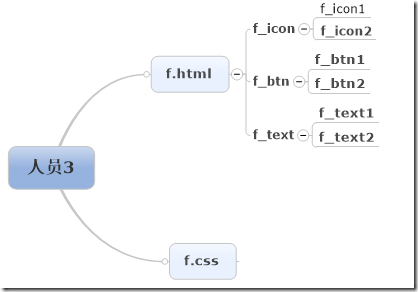 人员3
f.html
f_icon
f_icon1
f_icon2
f_btn
f_btn1
f_btn2
f_text
f_text1
f_text2
f.css